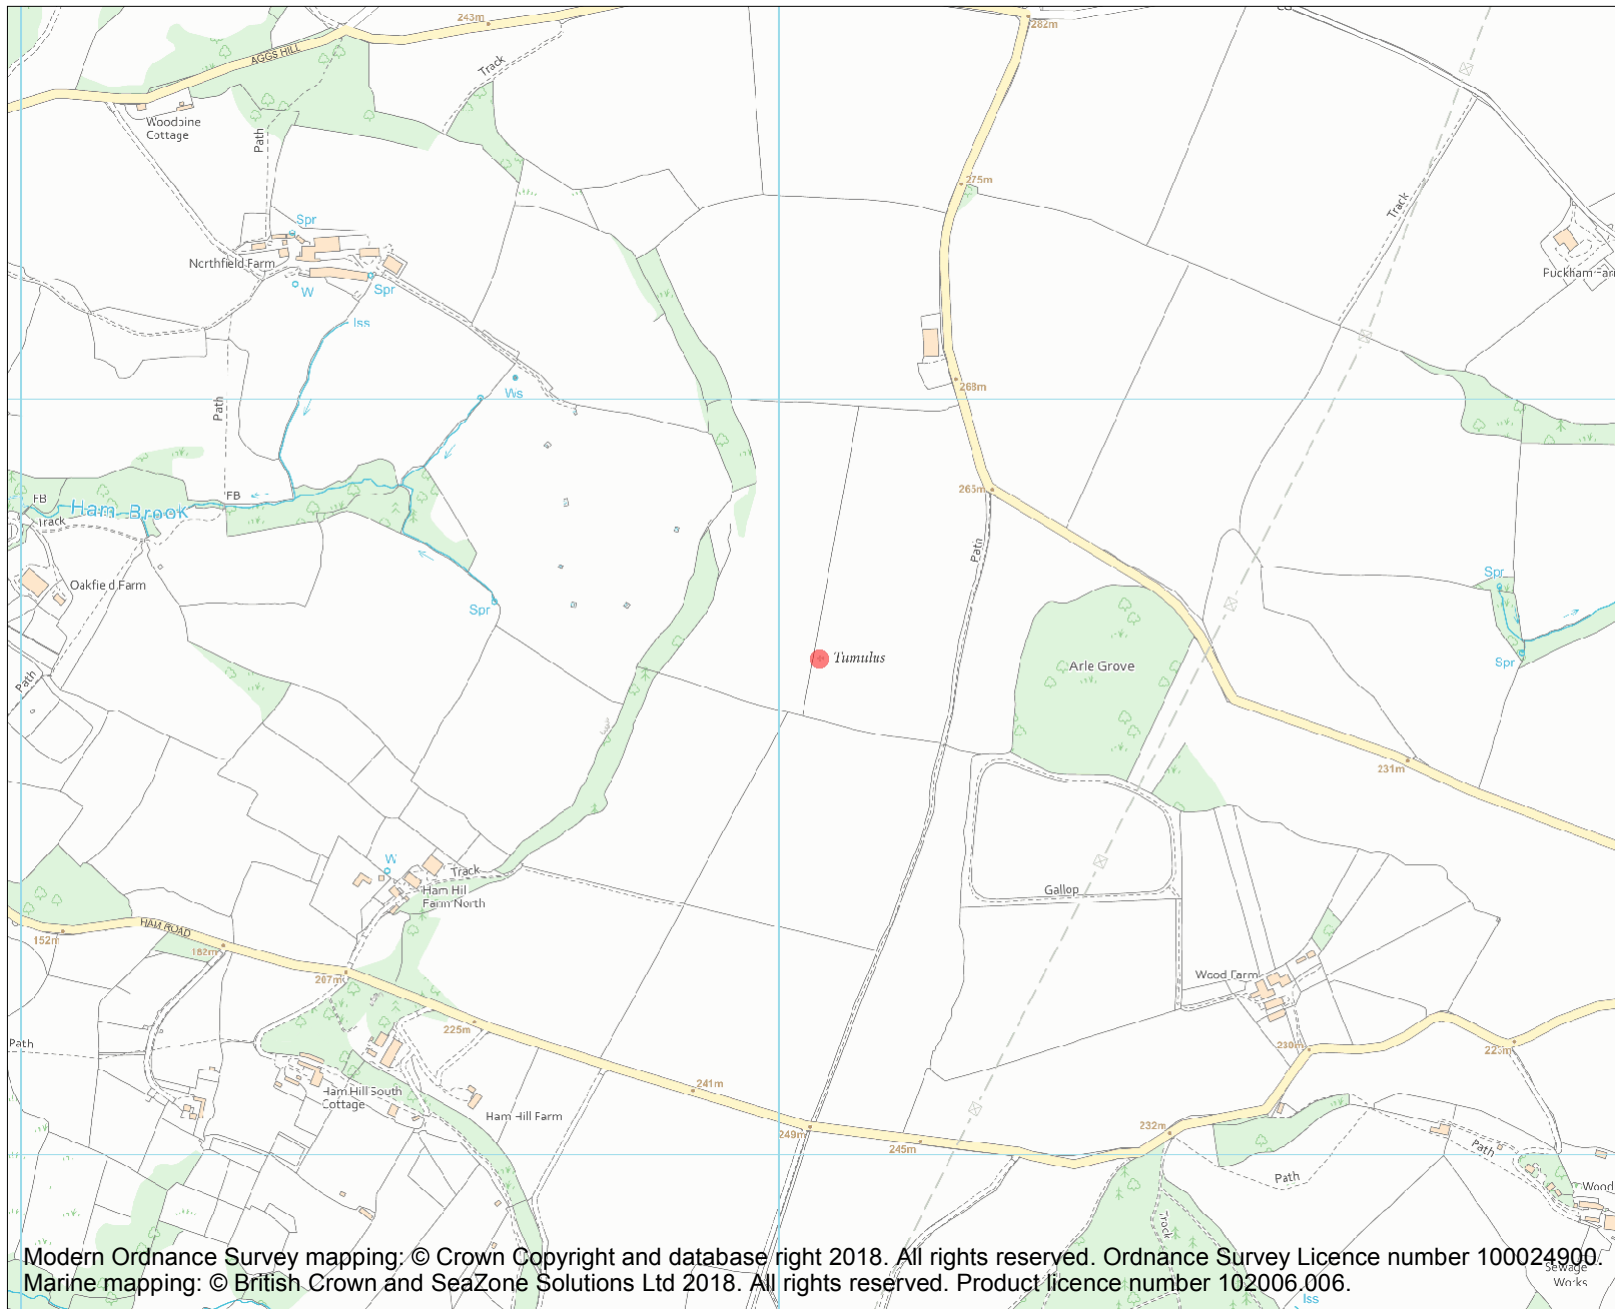 243m
282m
AGGS HILL
Track
Woodbine
Cottage
Path
275m
Track
Spr
Northfield Farm
Spr
W
Iss
268m
Ws
Path
265m
FB
FB
Ham Brook
Track
Path
Oakfield Farm
Spr
Spr
Spr
Tumulus
Arle Grove
Path
231m
W
Track
Ham Hill
Farm North
Gallop
HAM ROAD
152m
182m
207m
Wood Farm
225m
230m
Path
241m
Ham Hill South
Cottage
Ham Hill Farm
249m
245m
232m
Path
Path
Wood
Track
Modern Ordnance Survey mapping: © Crown Copyright and database right 2018. All rights reserved. Ordnance Survey Licence number 100024900.
Marine mapping: © British Crown and SeaZone Solutions Ltd 2018. All rights reserved. Product licence number 102006.006.
Sewage
Works
Iss